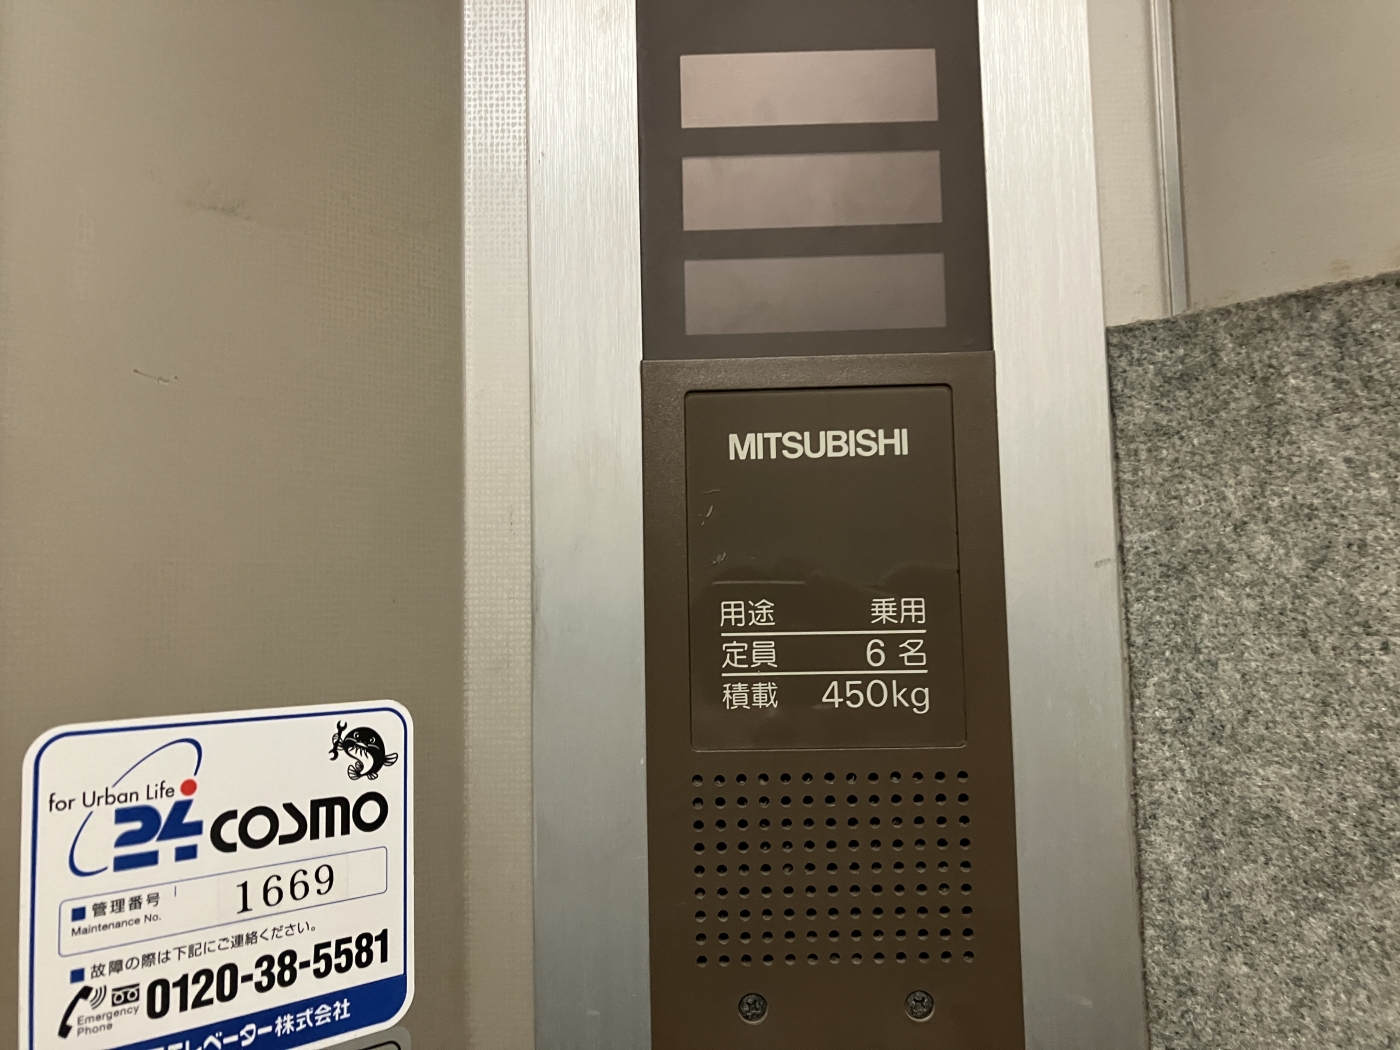 MITSUBISHI
用途 乗用
定員 6名
積載 450kg
for Urban Life
24 COSMO
管理番号
Maintenance No.
1669
故障の際は下記にご連絡ください。
Emergency
Phone
0120-38-5581
エレベーター株式会社